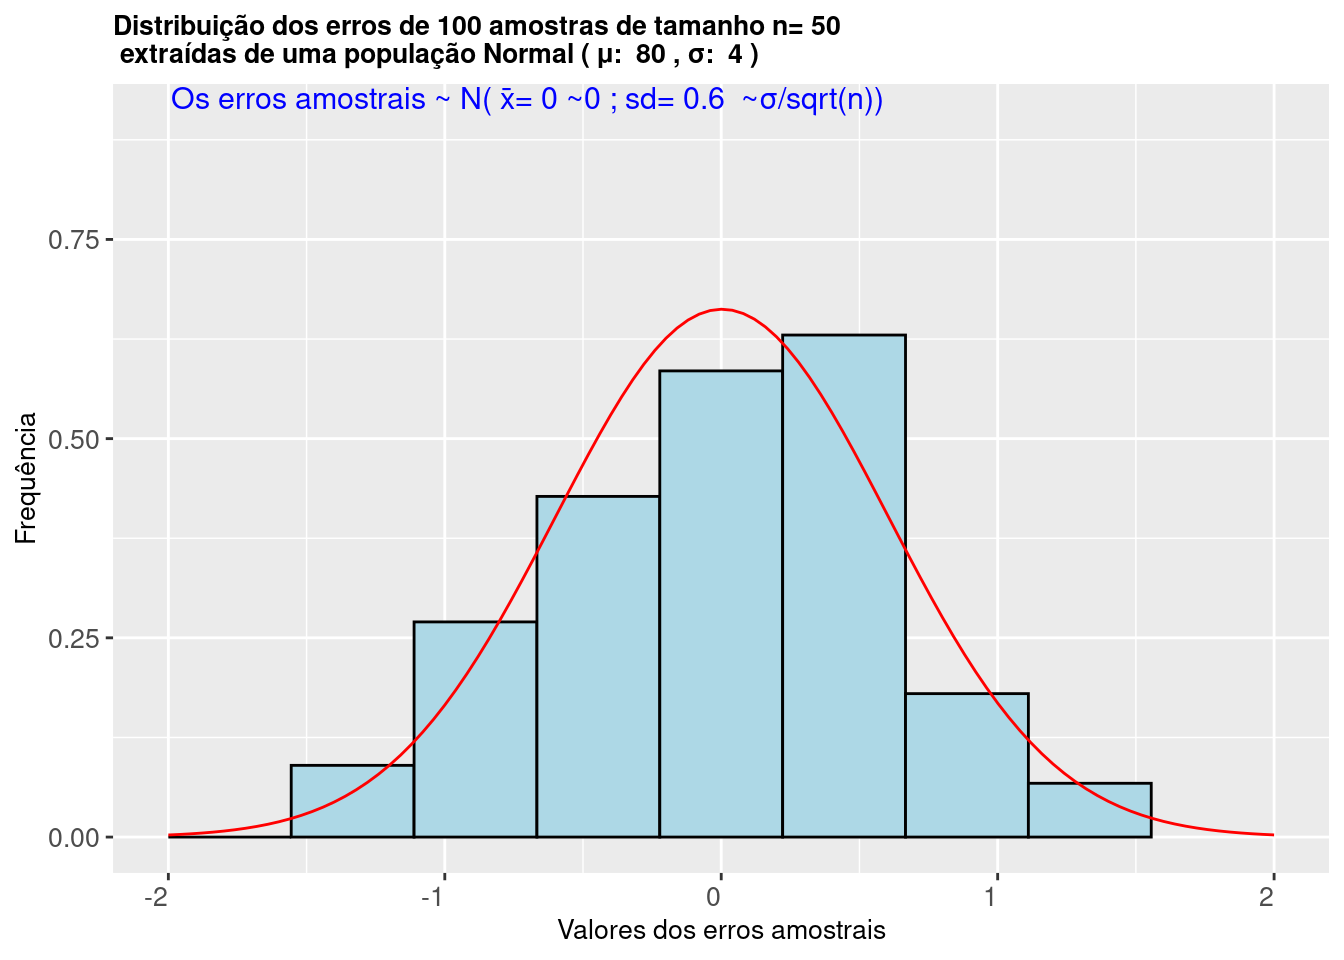 Distribuição dos erros de 100 amostras de tamanho n= 50
extraídas de uma população Normal ( μ:  80 , σ:  4 )
Os erros amostrais ~ N( x̄= 0 ~0 ; sd= 0.6  ~σ/sqrt(n))
0.75
0.50
0.25
0.00
Frequência
-2 -1 0 1 2
Valores dos erros amostrais